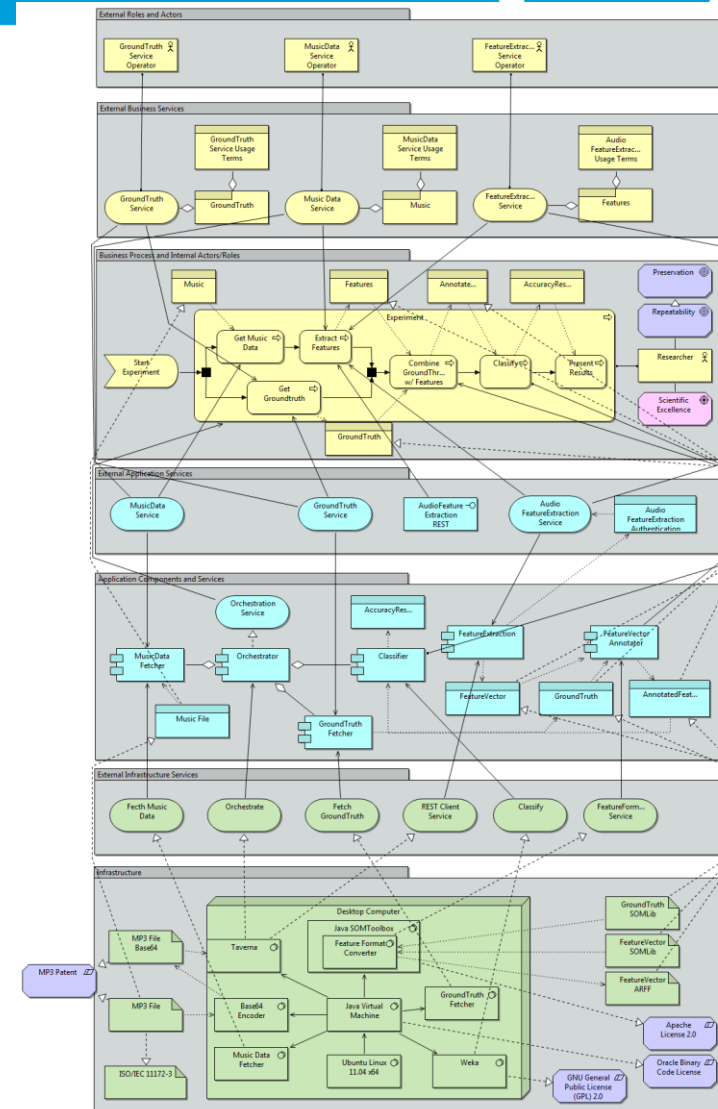 External Roles and Actors
GroundTruth
Service
Operator
MusicData
Service
Operator
FeatureExtrac...
Service
Operator
External Business Services
GroundTruth
Service Usage
Terms
MusicData
Service Usage
Terms
Audio
FeatureExtrac...
Usage Terms
GroundTruth
Service
GroundTruth
Music Data
Service
Music
FeatureExtrac...
Service
Features
Business Process and Internal Actors/Roles
Music
Features
Annotate...
AccuracyRes...
Preservation
Repeatability
Experiment
Start
Experiment
Get Music
Data
Extract
Features
Combine
GroundThr...
w/ Features
Classify
Present
Results
Researcher
Get
Groundtruth
Scientific
Excellence
GroundTruth
External Application Services
MusicData
Service
GroundTruth
Service
AudioFeature
Extraction
REST
Audio
FeatureExtraction
Service
Audio
FeatureExtraction
Authentication
Application Components and Services
Orchestration
Service
AccuracyRes...
MusicData
Fetcher
Orchestrator
Classifier
FeatureExtraction
FeatureVector
Annotator
FeatureVector
GroundTruth
AnnotatedFeat...
Music File
GroundTruth
Fetcher
External Infrastructure Services
Fecth Music
Data
Orchestrate
Fetch
GroundTruth
REST Client
Service
Classify
FeatureForm...
Service
Infrastructure
Desktop Computer
Java SOMToolbox
GroundTruth
SOMLib
MP3 File
Base64
Taverna
Feature Format
Converter
FeatureVector
SOMLib
MP3 Patent
FeatureVector
ARFF
MP3 File
Base64
Encoder
Java Virtual
Machine
GroundTruth
Fetcher
Apache
License 2.0
ISO/IEC 11172-3
Music Data
Fetcher
Ubuntu Linux
11.04 x64
Weka
Oracle Binary
Code License
GNU General
Public License
(GPL) 2.0